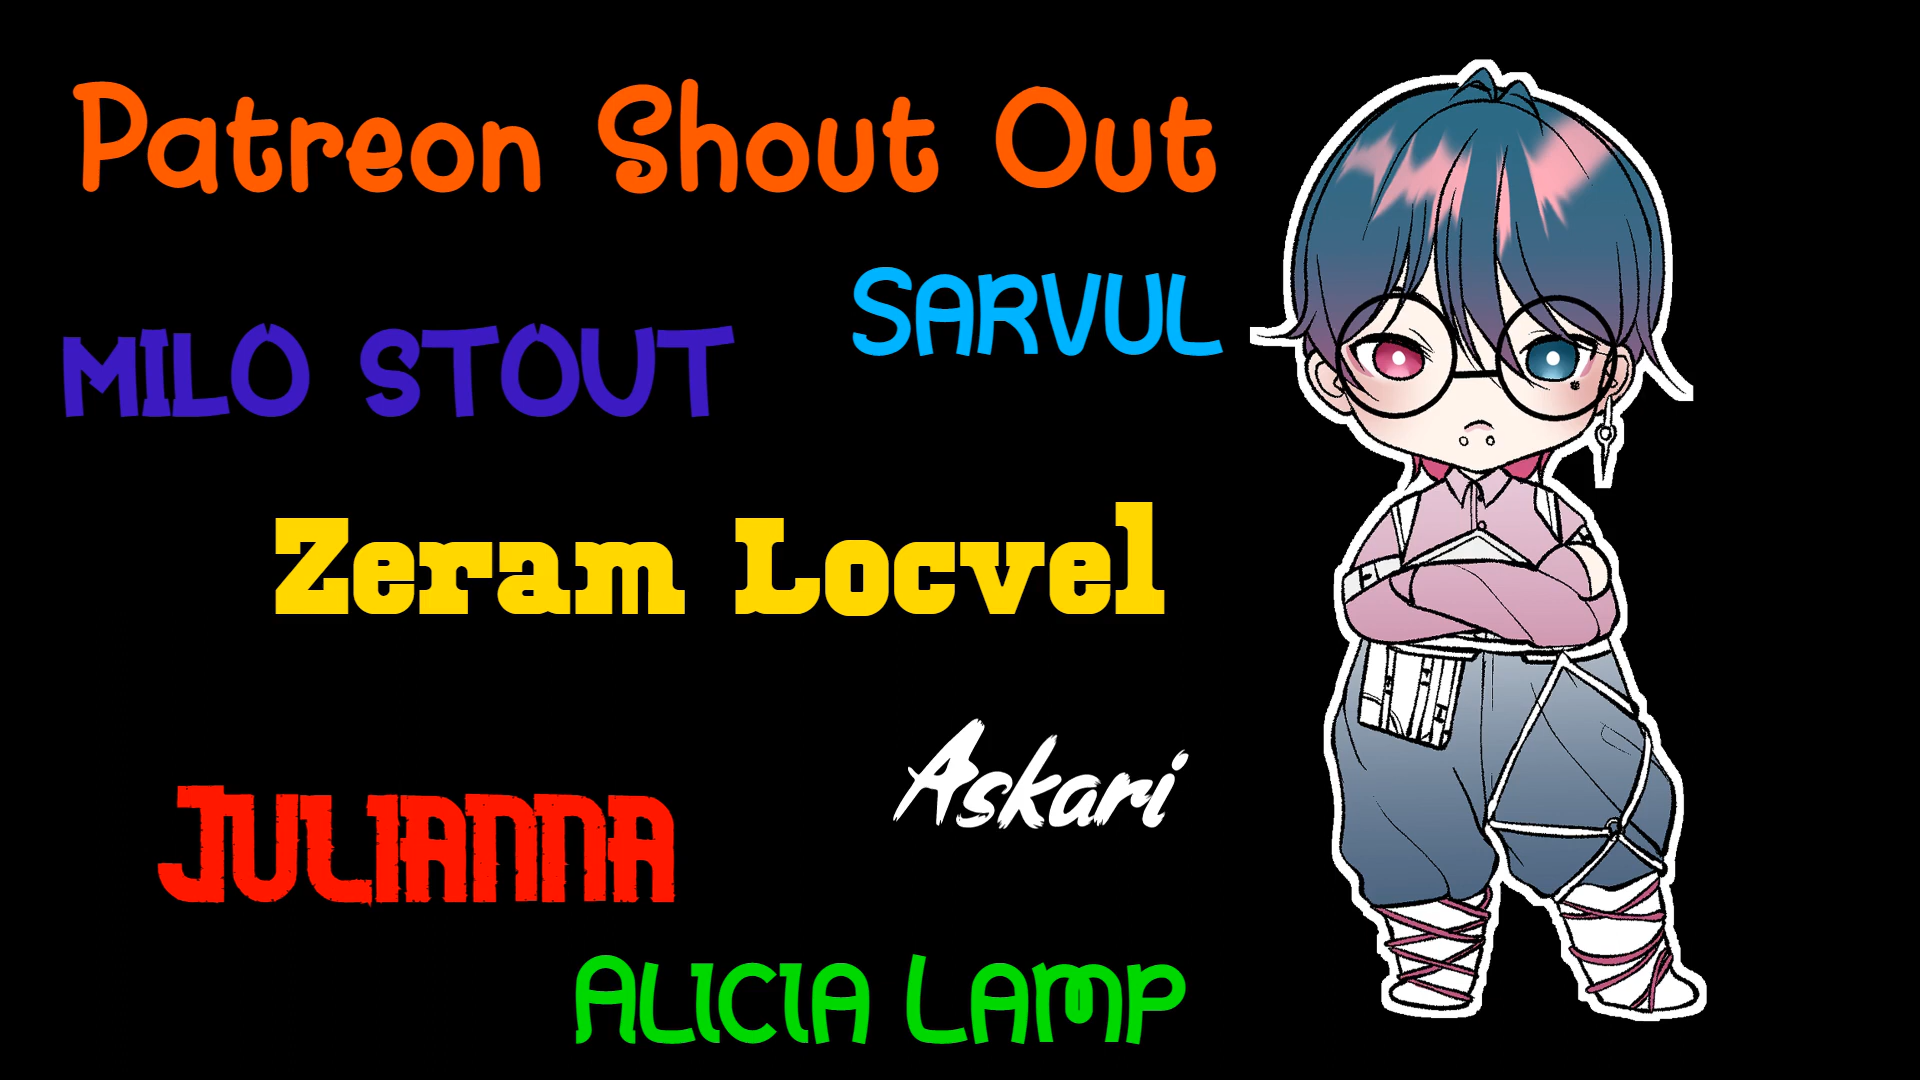 Patreon Shout Out
SARVUL
MILO STOUT
Zeram Locvel
Askari
JULIANNA
ALICIA LAMP